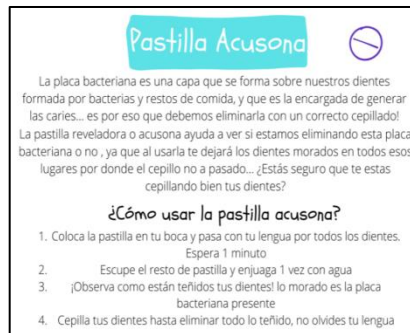 Pastilla Acusona
La placa bacteriana es una capa que se forma sobre nuestros dientes
formada por bacterias y restos de comida, y que es la encargada de generar
las caries... es por eso que debemos eliminarla con un correcto cepillado!
La pastilla reveladora o acusona ayuda a ver si estamos eliminando esta placa
bacteriana o no , ya que al usarla te dejará los dientes morados en todos esos
lugares por donde el cepillo no a pasado... ¿Estás seguro que te estas
cepillando bien tus dientes?
¿Cómo usar la pastilla acusona?
1. Coloca la pastilla en tu boca y pasa con tu lengua por todos los dientes.
Espera 1 minuto
2. Escupe el resto de pastilla y enjuaga 1 vez con agua
3. ¡Observa como están teñidos tus dientes! lo morado es la placa
bacteriana presente
4. Cepilla tus dientes hasta eliminar todo lo teñido, no olvides tu lengua